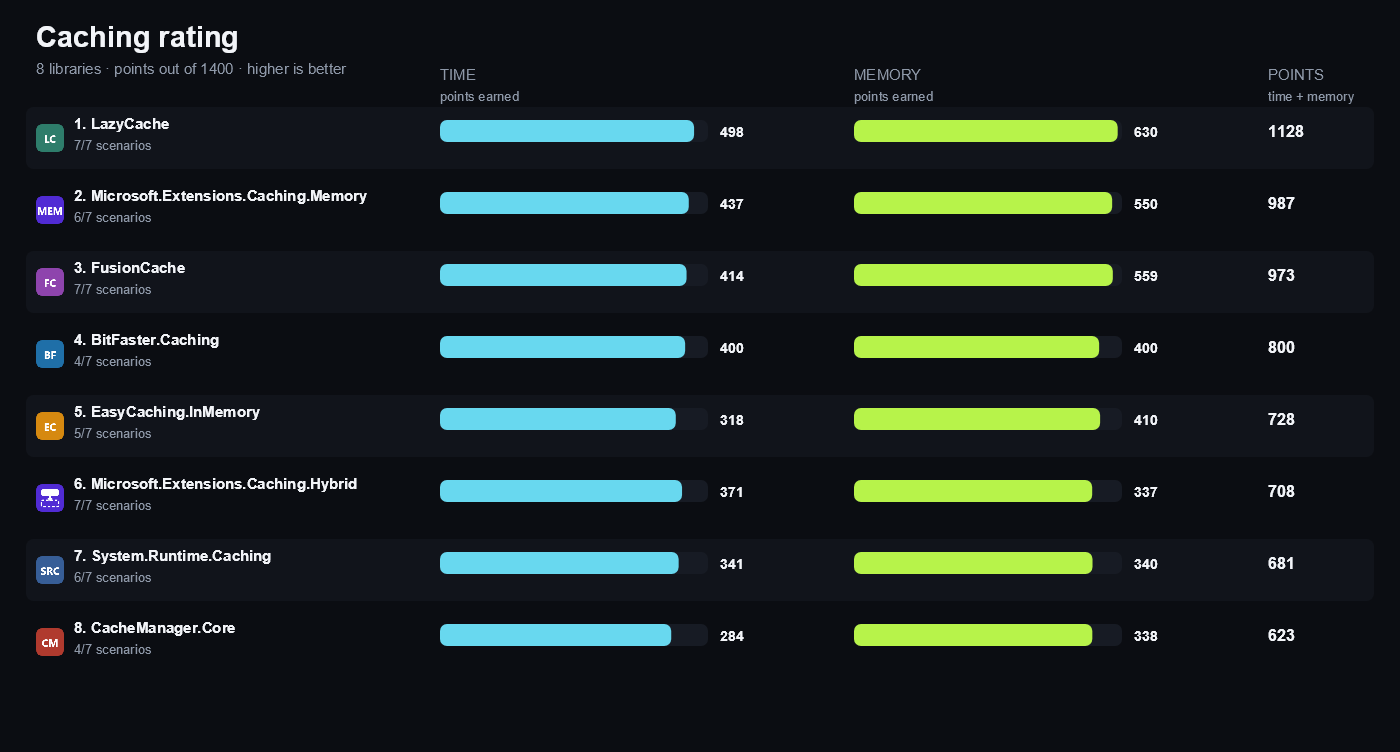 Caching rating
8 libraries · points out of 1400 · higher is better
TIME
points earned
MEMORY
points earned
POINTS
time + memory
LC
1. LazyCache
7/7 scenarios
498
630
1128
MEM
2. Microsoft.Extensions.Caching.Memory
6/7 scenarios
437
550
987
FC
3. FusionCache
7/7 scenarios
414
559
973
BF
4. BitFaster.Caching
4/7 scenarios
400
400
800
EC
5. EasyCaching.InMemory
5/7 scenarios
318
410
728
6. Microsoft.Extensions.Caching.Hybrid
7/7 scenarios
371
337
708
SRC
7. System.Runtime.Caching
6/7 scenarios
341
340
681
CM
8. CacheManager.Core
4/7 scenarios
284
338
623